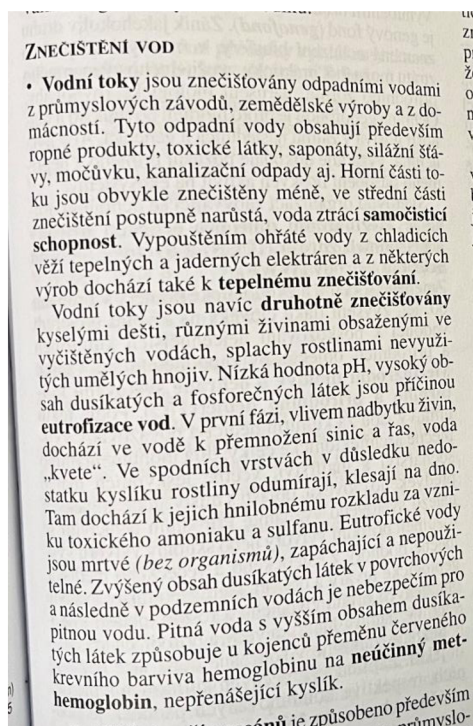 ZNEČIŠTĚNÍ VOD
• Vodní toky jsou znečišťovány odpadními vodami
z průmyslových závodů, zemědělské výroby a z do-
mácností. Tyto odpadní vody obsahují především
ropné produkty, toxické látky, saponáty, silážní šťá-
vy, močůvku, kanalizační odpady aj. Horní části to-
ku jsou obvykle znečištěny méně, ve střední části
znečištění postupně narůstá, voda ztrácí samočisticí
schopnost. Vypouštěním ohřáté vody z chladicích
věží tepelných a jaderných elektráren a z některých
výrob dochází také k tepelnému znečišťování.
Vodní toky jsou navíc druhotně znečišťovány
kyselými dešti, různými živinami obsaženými ve
vyčištěných vodách, splachy rostlinami nevyuži-
tých umělých hnojiv. Nízká hodnota pH, vysoký ob-
sah dusíkatých a fosforečných látek jsou příčinou
eutrofizace vod. V první fázi, vlivem nadbytku živin,
dochází ve vodě k přemnožení sinic a řas, voda
„kvete“. Ve spodních vrstvách v důsledku nedo-
statku kyslíku rostliny odumírají, klesají na dno.
Tam dochází k jejich hnilobnému rozkladu za vzni-
ku toxického amoniaku a sulfanu. Eutrofické vody
jsou mrtvé (bez organismů), zapáchající a nepouži-
telné. Zvýšený obsah dusíkatých látek v povrchových
a následně v podzemních vodách je nebezpečím pro
pitnou vodu. Pitná voda s vyšším obsahem dusíka-
tých látek způsobuje u kojenců přeměnu červeného
krevního barviva hemoglobinu na neúčinný met-
hemoglobin, nepřenášející kyslík.
je způsobeno především